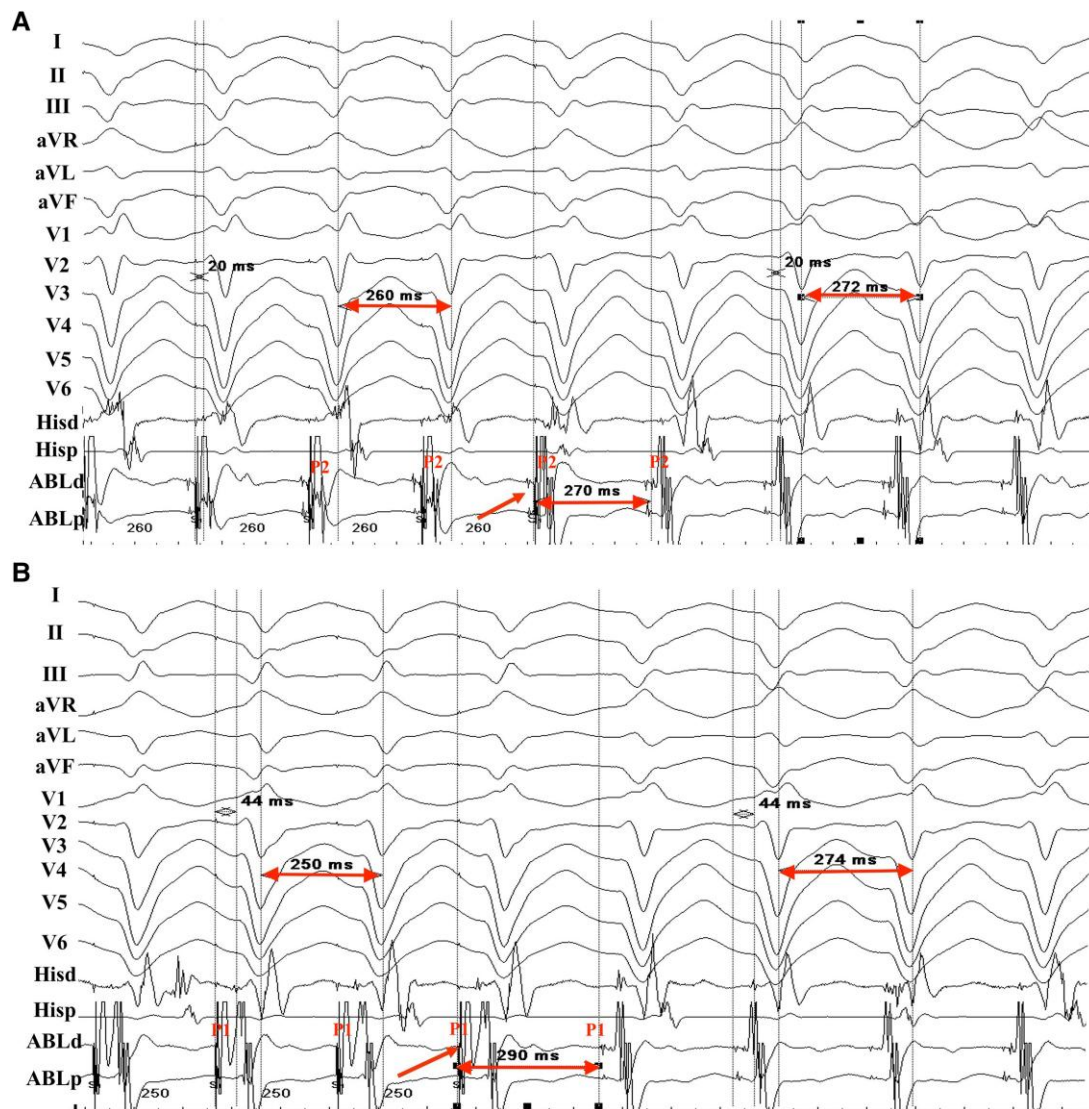 A
I
II
III
aVR
aVL
aVF
V1
V2
20 ms
20 ms
V3
260 ms
272 ms
V4
V5
V6
Hisd
Hisp
P2 P2 P2 P2
ABLd
270 ms
ABLp
S S S S
260 260 260 260
B
I
II
III
aVR
aVL
aVF
V1
44 ms
44 ms
V2
V3
250 ms
274 ms
V4
V5
V6
Hisd
Hisp
P1 P1 P1 P1
ABLd
290 ms
ABLp
S S S S
250 250 250